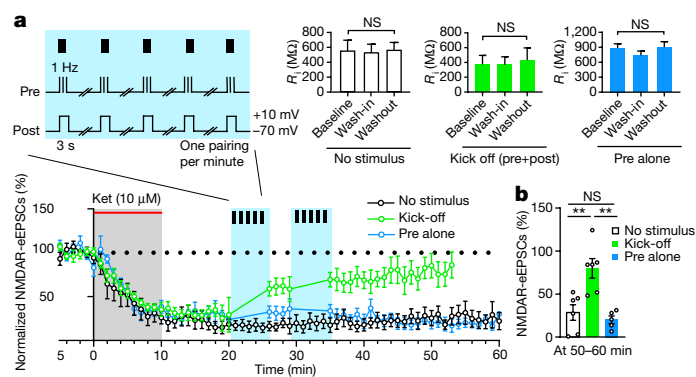 a
1 Hz
Pre
Post
+10 mV
–70 mV
3 s
One pairing
per minute
NS
R_i (MΩ)
800
600
400
200
0
Baseline
Wash-in
Washout
No stimulus
NS
R_i (MΩ)
800
600
400
200
0
Baseline
Wash-in
Washout
Kick off (pre+post)
NS
R_i (MΩ)
1,200
900
600
300
0
Baseline
Wash-in
Washout
Pre alone
Normalized NMDAR-eEPSCs (%)
150
100
50
Ket (10 μM)
No stimulus
Kick-off
Pre alone
5 0 10 20 30 40 50 60
Time (min)
b
NS
** **
No stimulus
Kick-off
Pre alone
NMDAR-eEPSCs (%)
150
100
50
0
At 50–60 min